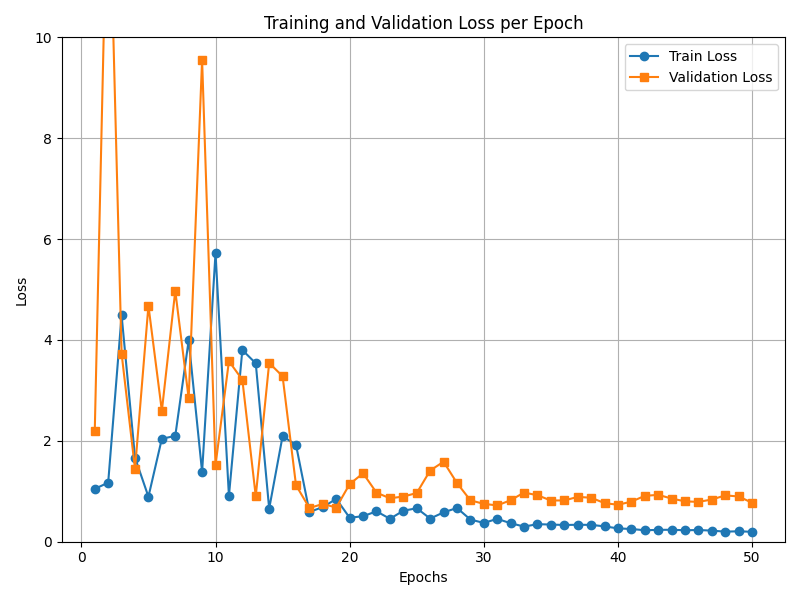 Training and Validation Loss per Epoch
Train Loss
Validation Loss
Loss
10
8
6
4
2
0
0 10 20 30 40 50
Epochs